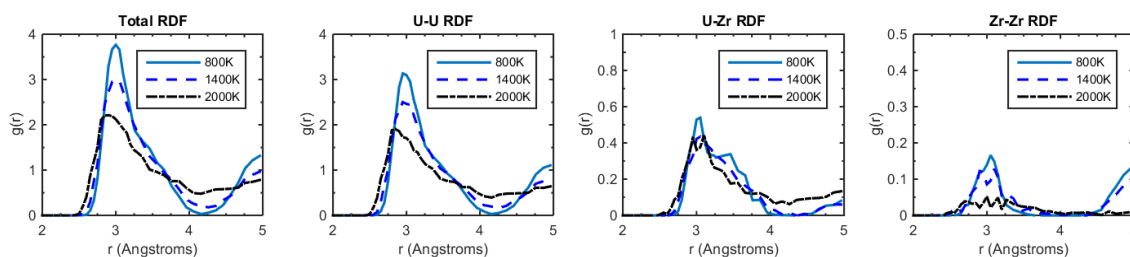 Total RDF
4
3
2
1
0
g(r)
800K
1400K
2000K
2
3
4
5
r (Angstroms)
U-U RDF
4
3
2
1
0
g(r)
800K
1400K
2000K
2
3
4
5
r (Angstroms)
U-Zr RDF
1
0.8
0.6
0.4
0.2
0
g(r)
800K
1400K
2000K
2
3
4
5
r (Angstroms)
Zr-Zr RDF
0.5
0.4
0.3
0.2
0.1
0
g(r)
800K
1400K
2000K
2
3
4
5
r (Angstroms)